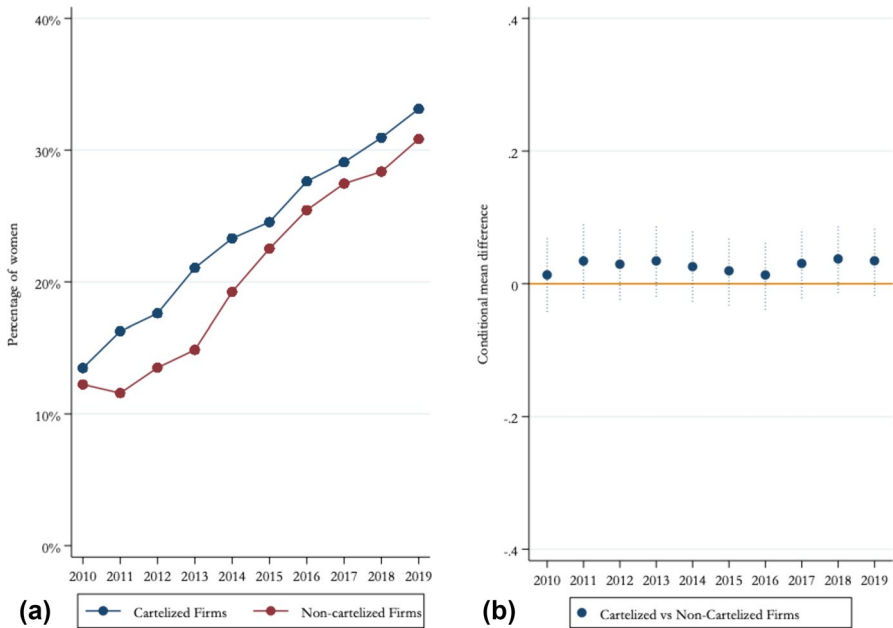 40%
30%
20%
10%
0%
Percentage of women
2010 2011 2012 2013 2014 2015 2016 2017 2018 2019
(a)
Cartelized Firms
Non-cartelized Firms
.4
.2
0
-.2
-.4
Conditional mean difference
2010 2011 2012 2013 2014 2015 2016 2017 2018 2019
(b)
Cartelized vs Non-Cartelized Firms